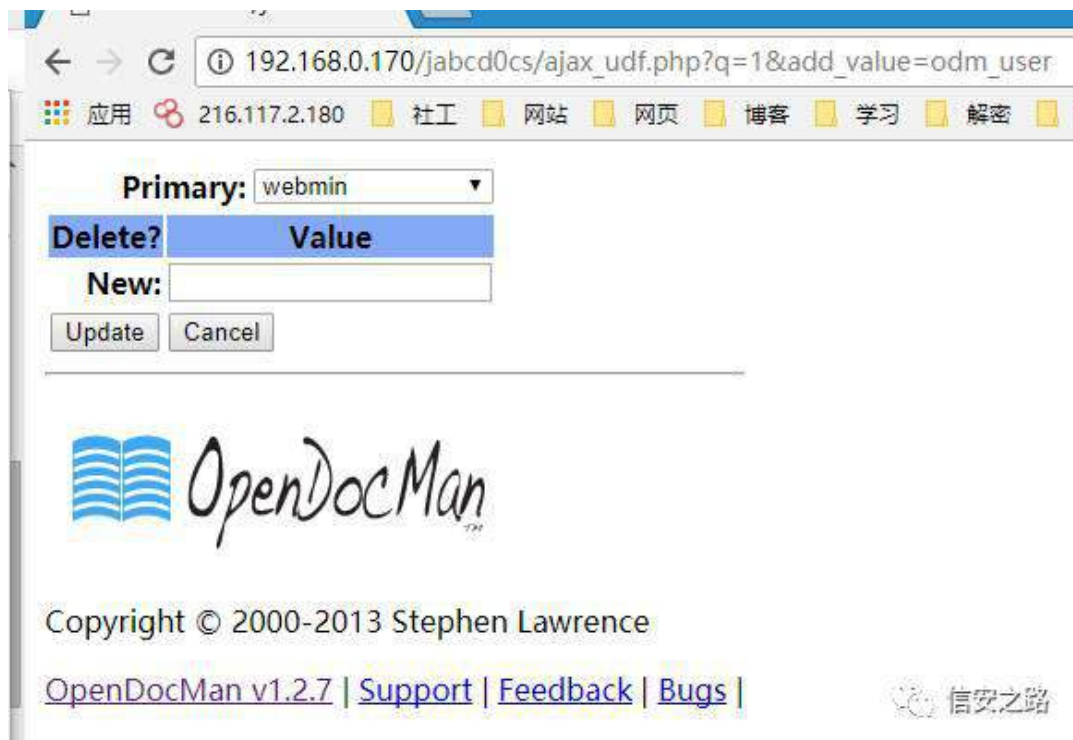 192.168.0.170/jabcd0cs/ajax_udf.php?q=1&add_value=odm_user
应用 216.117.2.180 社工 网站 网页 博客 学习 解密
Primary: webmin
Delete? Value
New:
Update Cancel
OpenDocMan TM
Copyright © 2000-2013 Stephen Lawrence
OpenDocMan v1.2.7 | Support | Feedback | Bugs |
信安之路